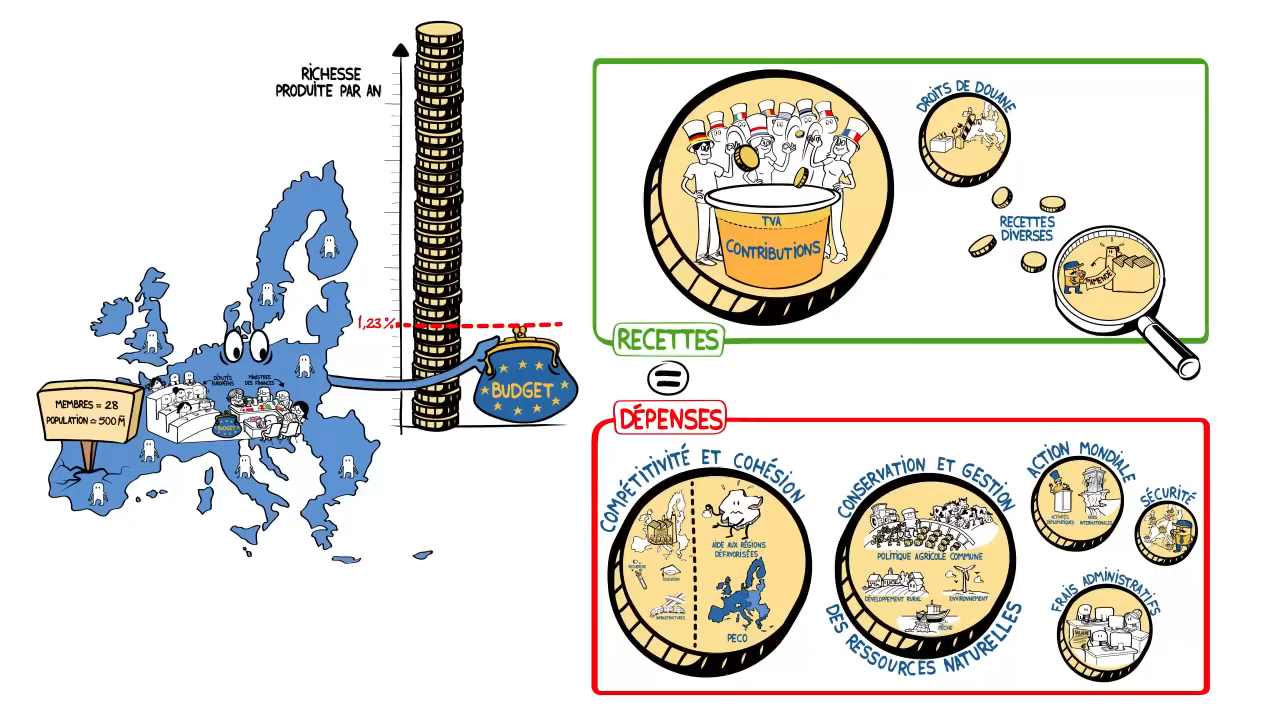 RICHESSE
PRODUITE PAR AN
1,23%
BUDGET
MEMBRES = 28
POPULATION ≃ 500 M
DÉPUTÉS
EUROPÉENS
MINISTRES
DES FINANCES
BUDGET
TVA
CONTRIBUTIONS
DROITS DE DOUANE
RECETTES
DIVERSES
AMENDE
RECETTES
=
DÉPENSES
COMPÉTITIVITÉ ET COHÉSION
RECHERCHE
ÉDUCATION
INFRASTRUCTURES
AIDE AUX RÉGIONS
DÉFAVORISÉES
PECO
CONSERVATION ET GESTION
POLITIQUE AGRICOLE COMMUNE
DÉVELOPPEMENT RURAL
ENVIRONNEMENT
PÊCHE
DES RESSOURCES NATURELLES
ACTION MONDIALE
ACTIVITÉS
DIPLOMATIQUES
AIDES
INTERNATIONALES
SÉCURITÉ
FRAIS ADMINISTRATIFS